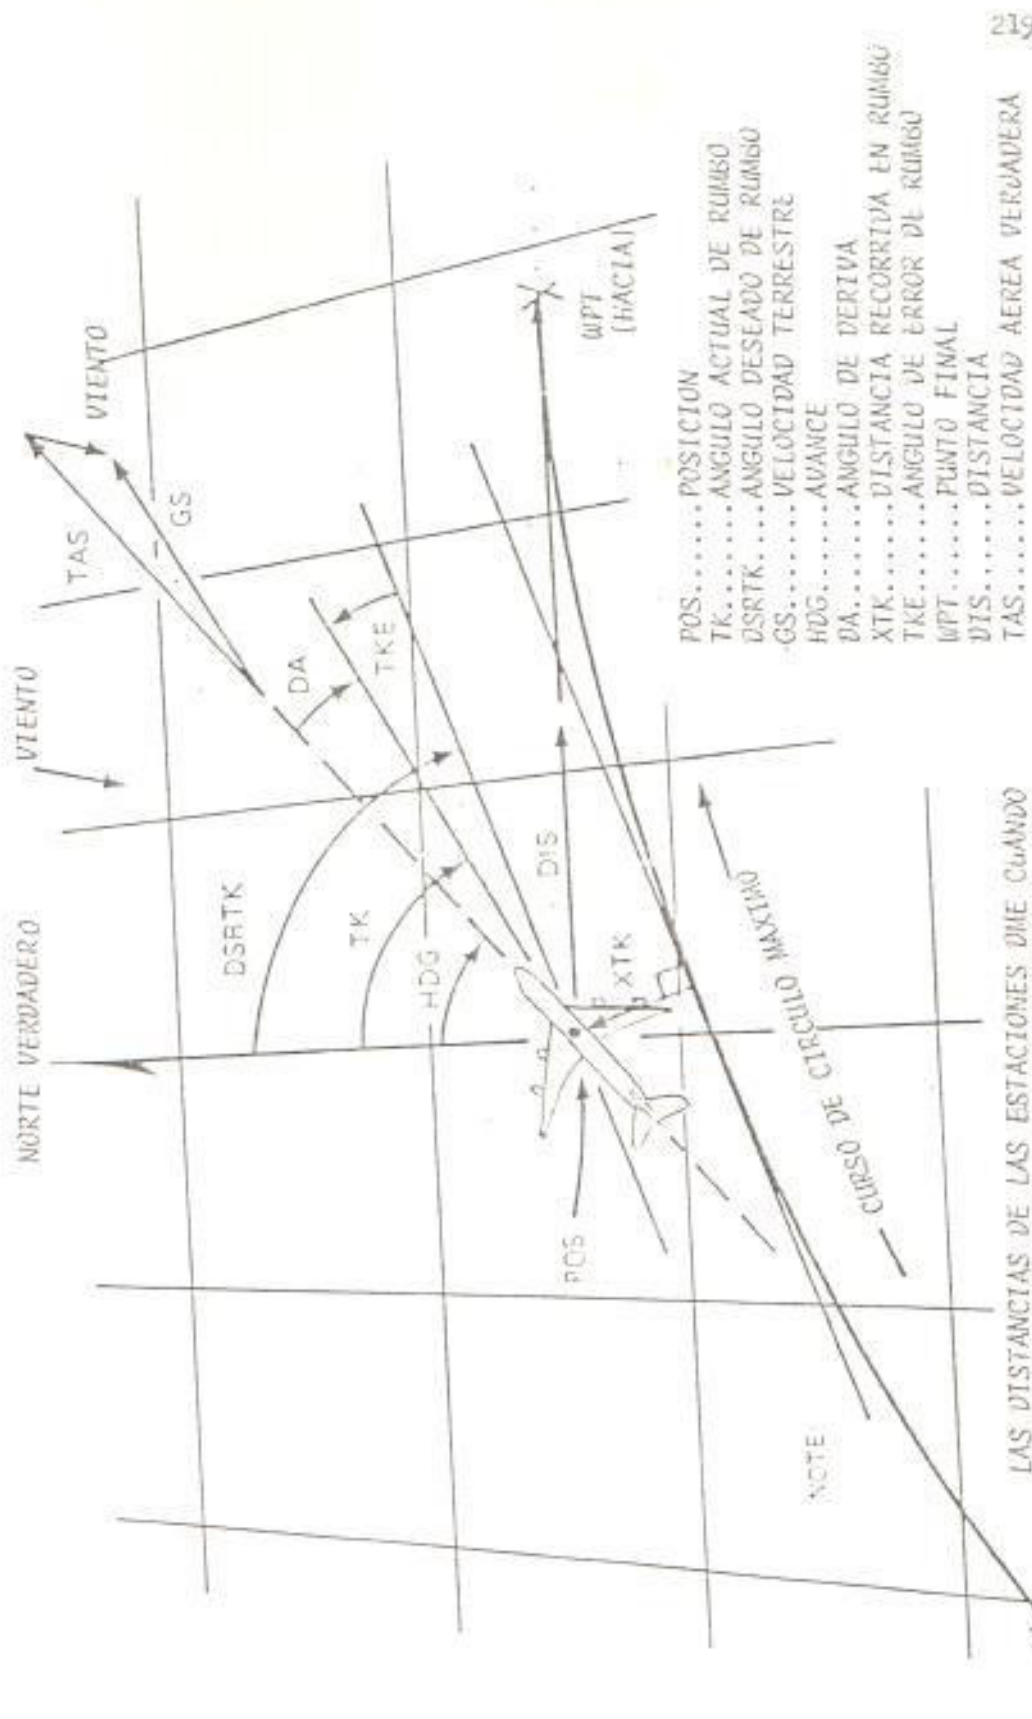 219
NORTE VERDADERO
VIENTO
TAS
VIENTO
GS
DSRTK
DA
TK
TKE
HDG
DIS
WPT
(HACIA)
XTK
POS
CURSO DE CIRCULO MAXIMO
NOTE
POS.......POSICION
TK.......ANGULO ACTUAL DE RUMBO
DSRTK....ANGULO DESEADO DE RUMBO
GS.......VELOCIDAD TERRESTRE
HDG......AVANCE
DA.......ANGULO DE DERIVA
XTK......DISTANCIA RECORRIDA EN RUMBO
TKE......ANGULO DE ERROR DE RUMBO
WPT......PUNTO FINAL
DIS......DISTANCIA
TAS......VELOCIDAD AEREA VERDADERA
LAS DISTANCIAS DE LAS ESTACIONES DME CUANDO